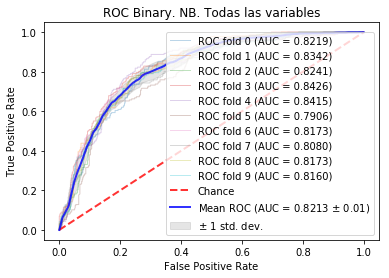 ROC Binary. NB. Todas las variables
True Positive Rate
1.0
0.8
0.6
0.4
0.2
0.0
ROC fold 0 (AUC = 0.8219)
ROC fold 1 (AUC = 0.8342)
ROC fold 2 (AUC = 0.8241)
ROC fold 3 (AUC = 0.8426)
ROC fold 4 (AUC = 0.8415)
ROC fold 5 (AUC = 0.7906)
ROC fold 6 (AUC = 0.8173)
ROC fold 7 (AUC = 0.8080)
ROC fold 8 (AUC = 0.8173)
ROC fold 9 (AUC = 0.8160)
Chance
Mean ROC (AUC = 0.8213 ± 0.01)
± 1 std. dev.
0.0 0.2 0.4 0.6 0.8 1.0
False Positive Rate